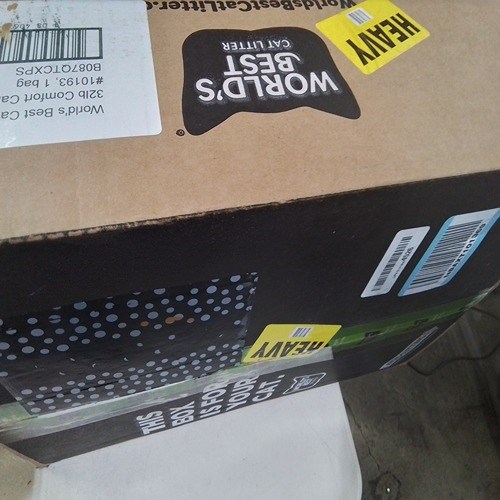 World's Best Ca
32lb Comfort Ca
#10193, 1 bag
B087QTCXPS
WORLD'S
BEST
CAT LITTER
WorldsBestCatLitter.c
HEAVY
HEAVY
THIS
BOX
IS FOR
YOUR
CAT.